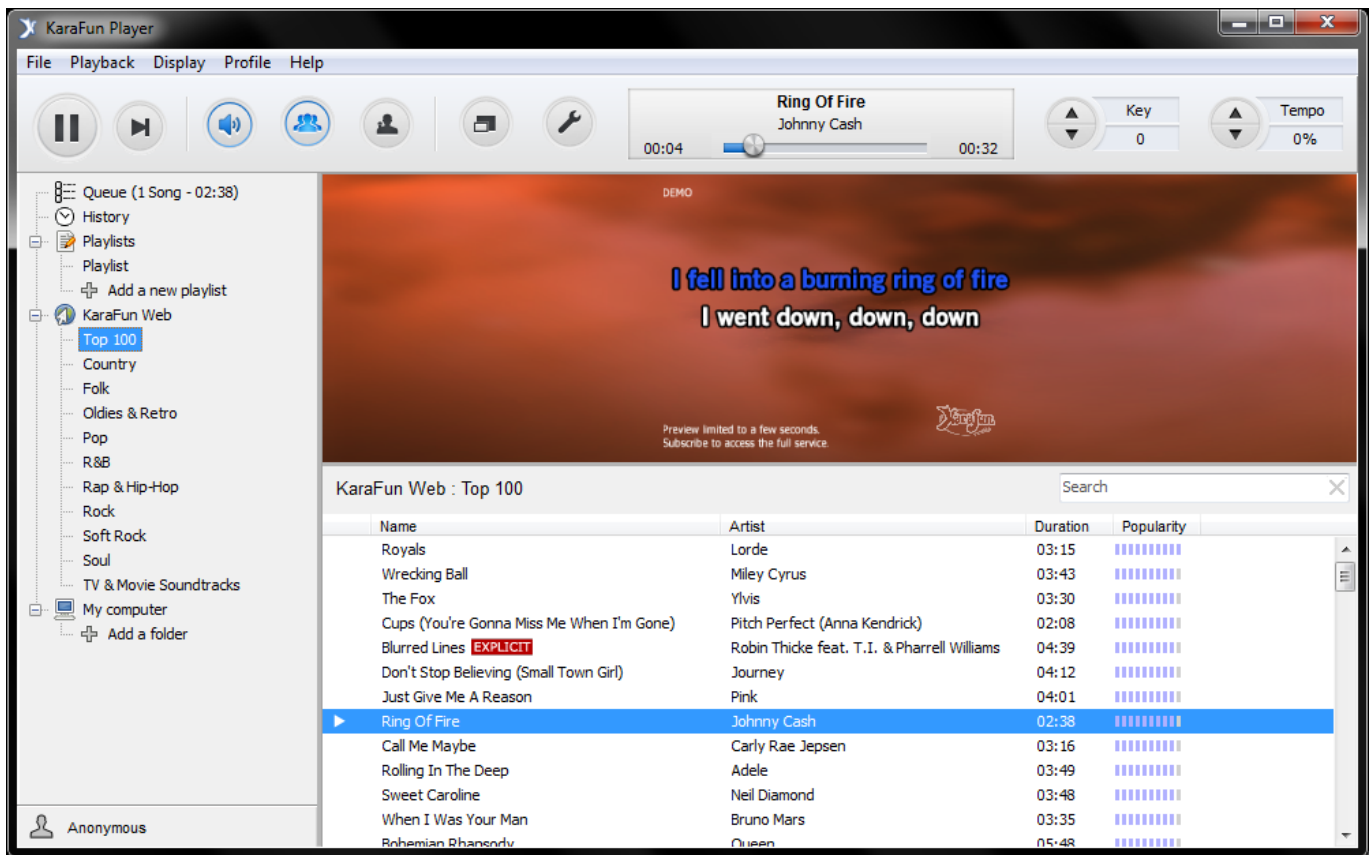 KaraFun Player
File Playback Display Profile Help
Ring Of Fire
Johnny Cash
00:04 00:32
Key
0
Tempo
0%
Queue (1 Song - 02:38)
History
Playlists
Playlist
Add a new playlist
KaraFun Web
Top 100
Country
Folk
Oldies & Retro
Pop
R&B
Rap & Hip-Hop
Rock
Soft Rock
Soul
TV & Movie Soundtracks
My computer
Add a folder
Anonymous
DEMO
I fell into a burning ring of fire
I went down, down, down
Preview limited to a few seconds.
Subscribe to access the full service.
Karafun
KaraFun Web : Top 100
Search
Name Artist Duration Popularity
Royals Lorde 03:15
Wrecking Ball Miley Cyrus 03:43
The Fox Ylvis 03:30
Cups (You're Gonna Miss Me When I'm Gone) Pitch Perfect (Anna Kendrick) 02:08
Blurred Lines EXPLICIT Robin Thicke feat. T.I. & Pharrell Williams 04:39
Don't Stop Believing (Small Town Girl) Journey 04:12
Just Give Me A Reason Pink 04:01
Ring Of Fire Johnny Cash 02:38
Call Me Maybe Carly Rae Jepsen 03:16
Rolling In The Deep Adele 03:49
Sweet Caroline Neil Diamond 03:48
When I Was Your Man Bruno Mars 03:35
Bohemian Rhapsody Queen 05:48